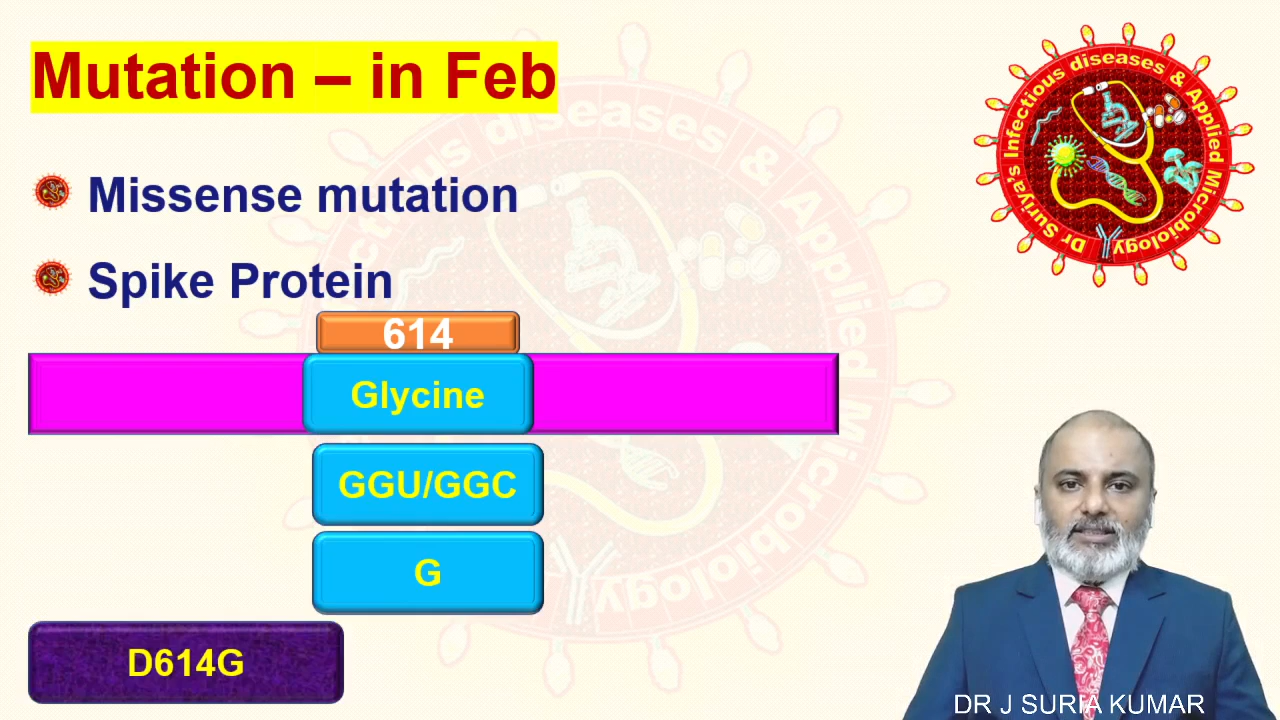 Mutation – in Feb
Missense mutation
Spike Protein
614
Glycine
GGU/GGC
G
D614G
Dr Suriya's Infectious diseases & Applied Microbiology
DR J SURIA KUMAR